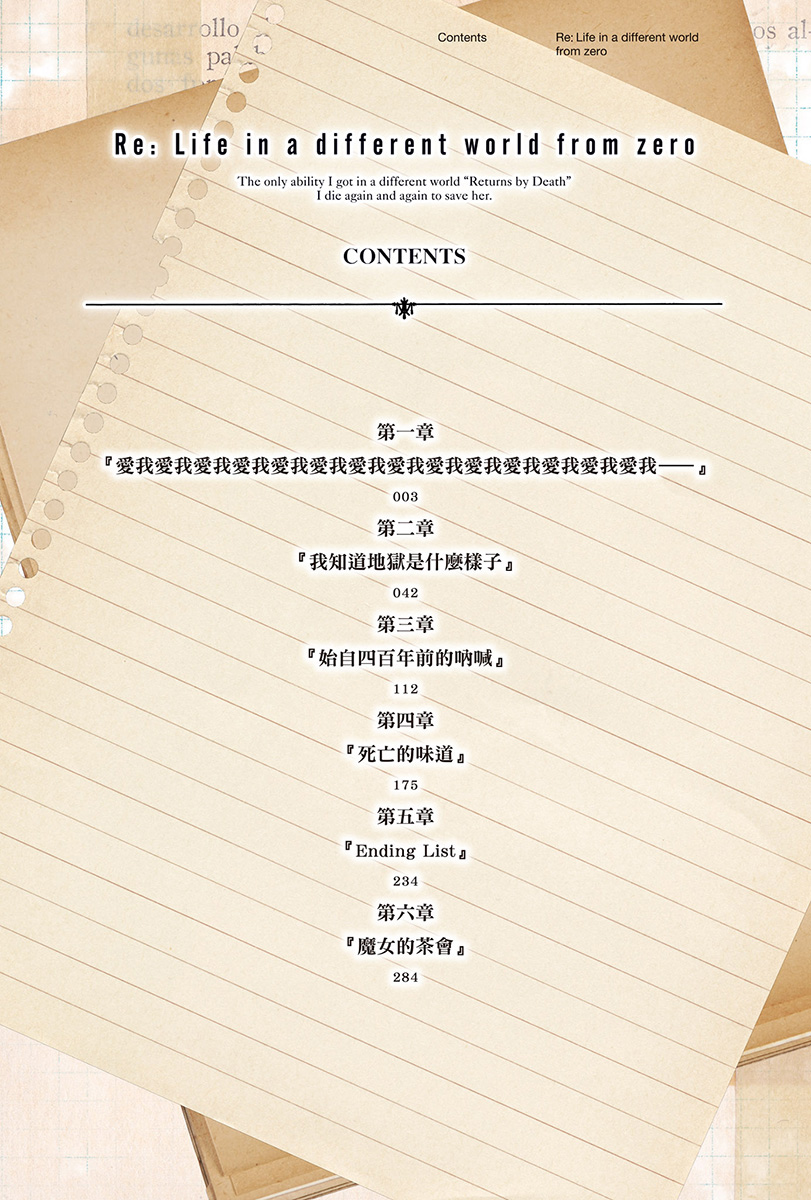 Contents
Re: Life in a different world
from zero
desarrollo
os al-
Re: Life in a different world from zero
The only ability I got in a different world “Returns by Death”
I die again and again to save her.
CONTENTS
第一章
『愛我愛我愛我愛我愛我愛我愛我愛我愛我愛我愛我愛我愛我愛我——』
003
第二章
『我知道地獄是什麼樣子』
042
第三章
『始自四百年前的吶喊』
112
第四章
『死亡的味道』
175
第五章
『Ending List』
234
第六章
『魔女的茶會』
284